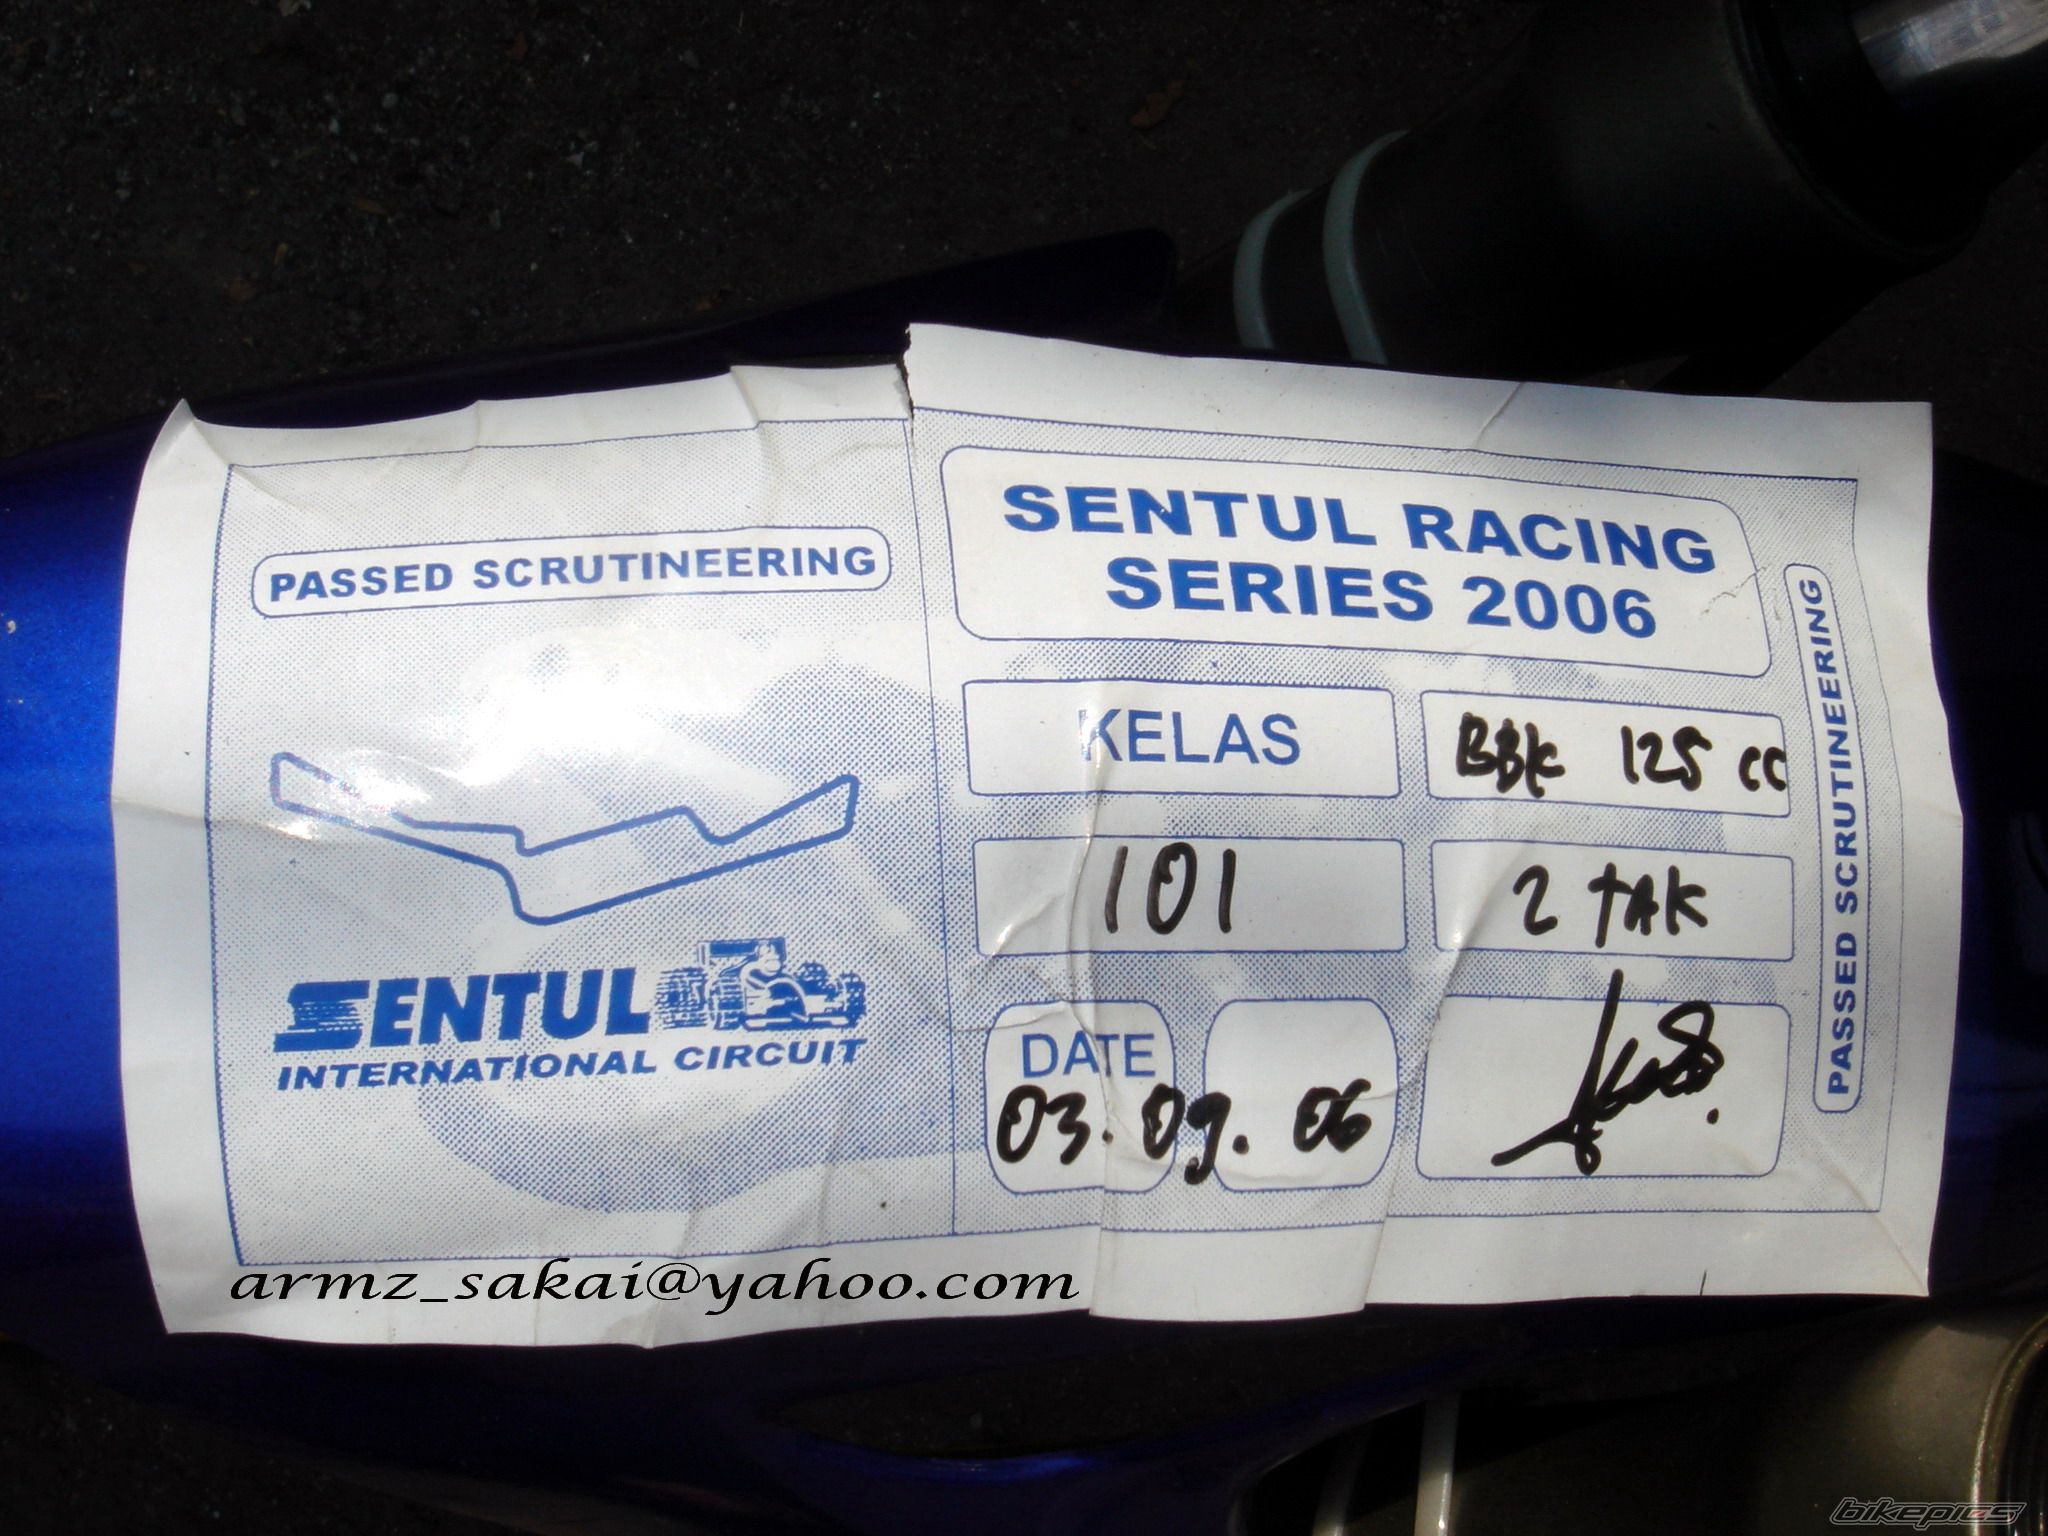 PASSED SCRUTINEERING
SENTUL
INTERNATIONAL CIRCUIT
SENTUL RACING
SERIES 2006
KELAS
BBK 125 CC
101
2 TAK
DATE
03.09.06
PASSED SCRUTINEERING
armz_sakai@yahoo.com
bikepics